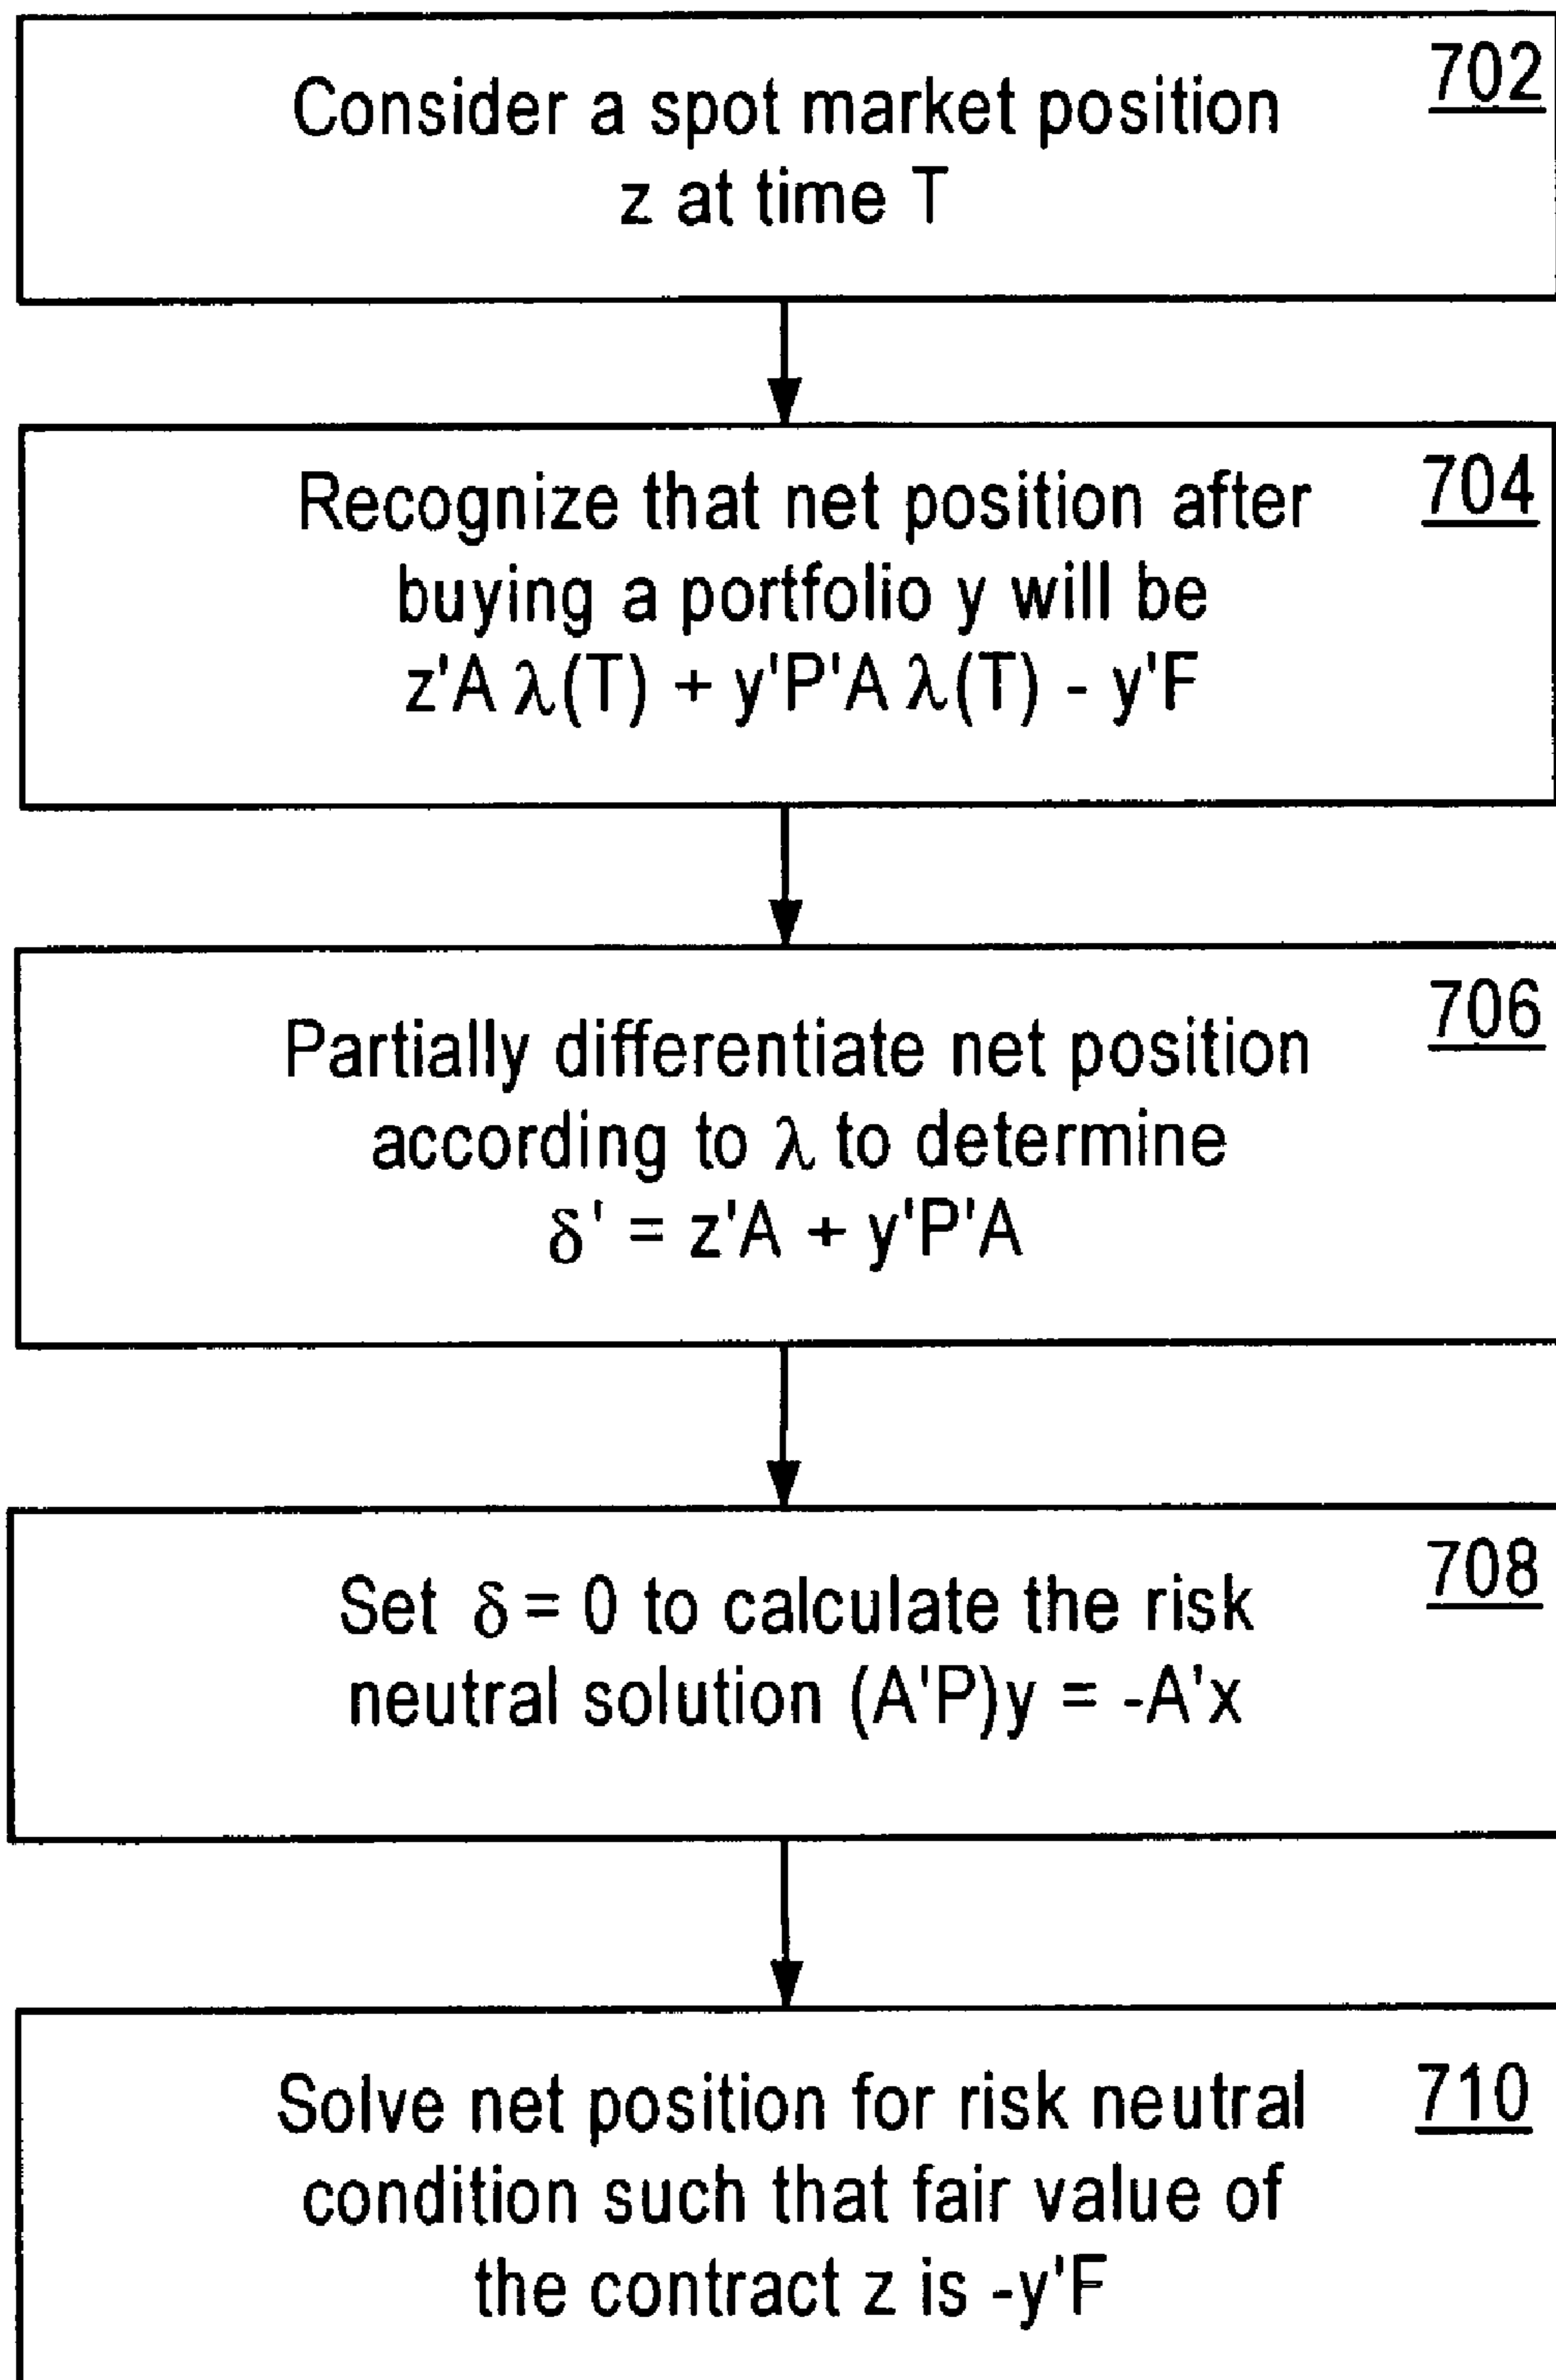 702
Consider a spot market position
z at time T
704
Recognize that net position after
buying a portfolio y will be
z'A λ(T) + y'P'A λ(T) - y'F
706
Partially differentiate net position
according to λ to determine
δ' = z'A + y'P'A
708
Set δ = 0 to calculate the risk
neutral solution (A'P)y = -A'x
710
Solve net position for risk neutral
condition such that fair value of
the contract z is -y'F